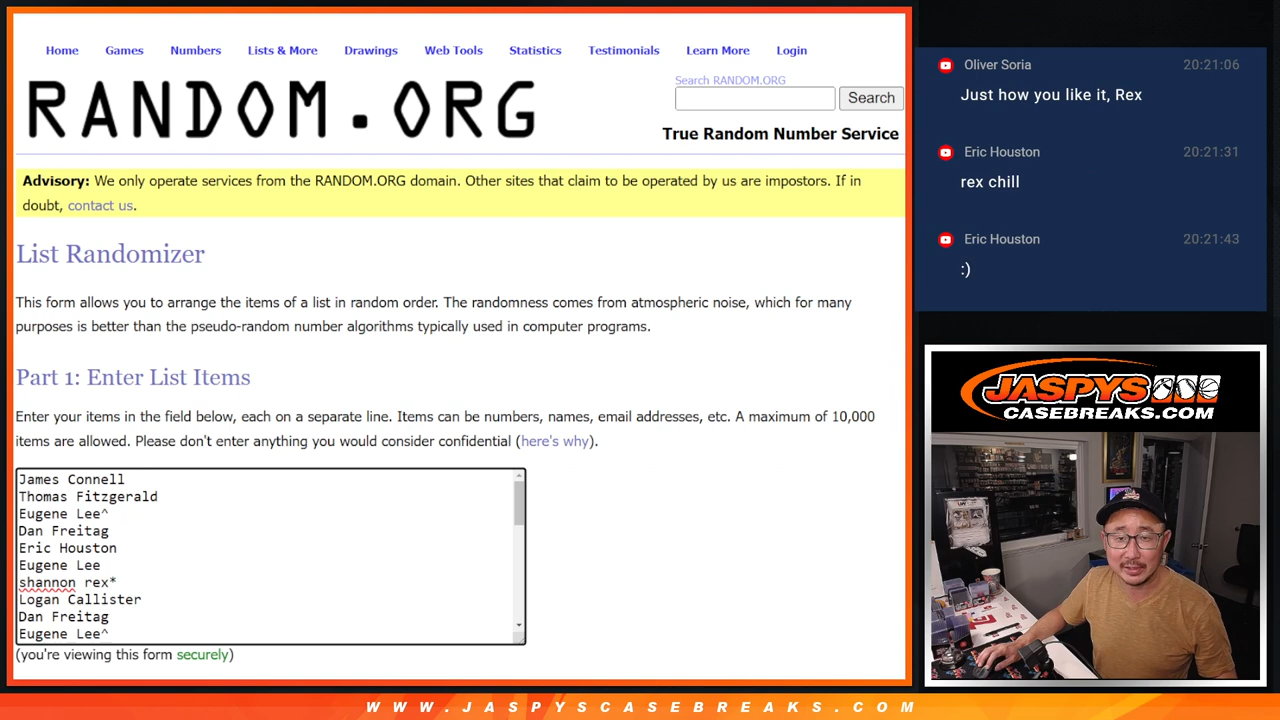 Home Games Numbers Lists & More Drawings Web Tools Statistics Testimonials Learn More Login
RANDOM.ORG
Search RANDOM.ORG
Search
True Random Number Service
Advisory: We only operate services from the RANDOM.ORG domain. Other sites that claim to be operated by us are impostors. If in
doubt, contact us.
List Randomizer
This form allows you to arrange the items of a list in random order. The randomness comes from atmospheric noise, which for many
purposes is better than the pseudo-random number algorithms typically used in computer programs.
Part 1: Enter List Items
Enter your items in the field below, each on a separate line. Items can be numbers, names, email addresses, etc. A maximum of 10,000
items are allowed. Please don't enter anything you would consider confidential (here's why).
James Connell
Thomas Fitzgerald
Eugene Lee^
Dan Freitag
Eric Houston
Eugene Lee
shannon rex*
Logan Callister
Dan Freitag
Eugene Lee^
(you're viewing this form securely)
Oliver Soria 20:21:06
Just how you like it, Rex
Eric Houston 20:21:31
rex chill
Eric Houston 20:21:43
:)
JASPYS
CASEBREAKS.COM
WWW.JASPYSCASEBREAKS.COM